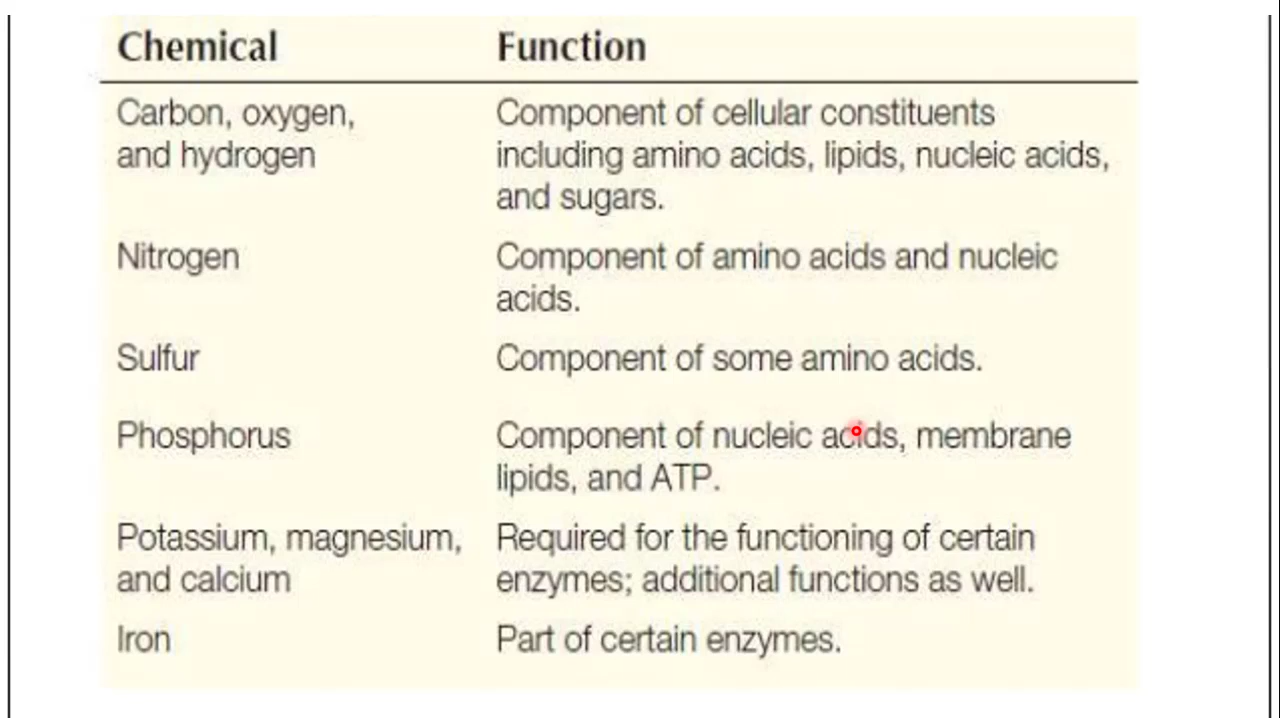 Chemical Function
Carbon, oxygen, Component of cellular constituents
and hydrogen including amino acids, lipids, nucleic acids,
and sugars.
Nitrogen Component of amino acids and nucleic
acids.
Sulfur Component of some amino acids.
Phosphorus Component of nucleic acids, membrane
lipids, and ATP.
Potassium, magnesium, Required for the functioning of certain
and calcium enzymes; additional functions as well.
Iron Part of certain enzymes.